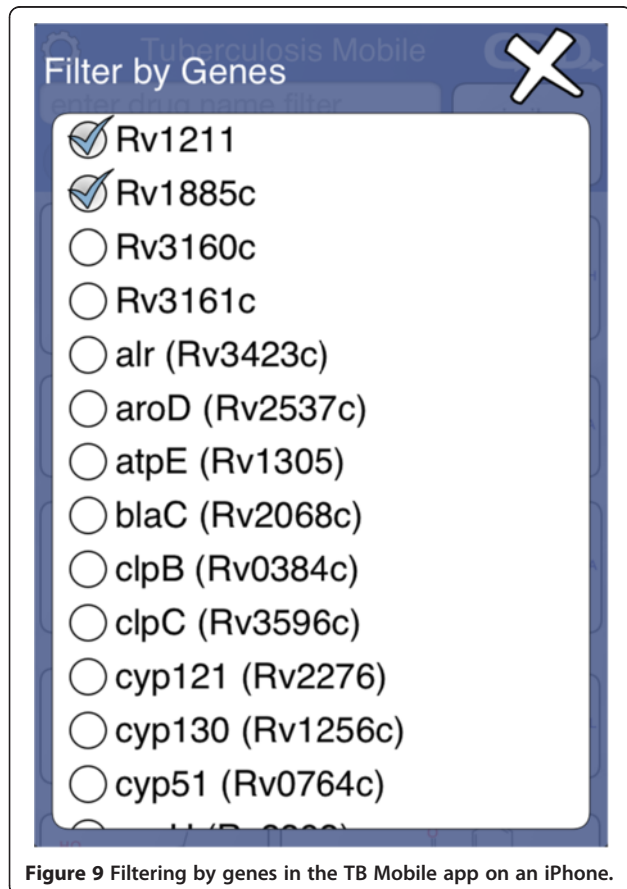 Tuberculosis Mobile
Filter by Genes
enter drug name filter
Rv1211
Rv1885c
Rv3160c
Rv3161c
alr (Rv3423c)
aroD (Rv2537c)
atpE (Rv1305)
blaC (Rv2068c)
clpB (Rv0384c)
clpC (Rv3596c)
cyp121 (Rv2276)
cyp130 (Rv1256c)
cyp51 (Rv0764c)
Figure 9 Filtering by genes in the TB Mobile app on an iPhone.